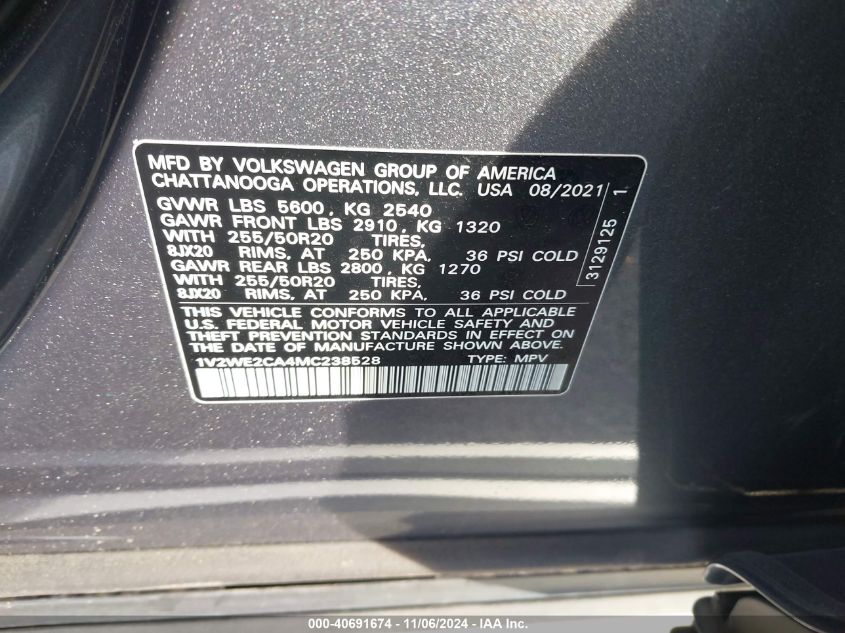 MFD BY VOLKSWAGEN GROUP OF AMERICA
CHATTANOOGA OPERATIONS, LLC. USA 08/2021
GVWR LBS 5600, KG 2540
GAWR FRONT LBS 2910, KG 1320
WITH 255/50R20 TIRES,
8JX20 RIMS, AT 250 KPA, 36 PSI COLD
GAWR REAR LBS 2800, KG 1270
WITH 255/50R20 TIRES,
8JX20 RIMS, AT 250 KPA, 36 PSI COLD
3129125 1
THIS VEHICLE CONFORMS TO ALL APPLICABLE
U.S. FEDERAL MOTOR VEHICLE SAFETY AND
THEFT PREVENTION STANDARDS IN EFFECT ON
THE DATE OF MANUFACTURE SHOWN ABOVE.
1V2WE2CA4MC238528 TYPE: MPV
000-40691674 - 11/06/2024 - IAA Inc.